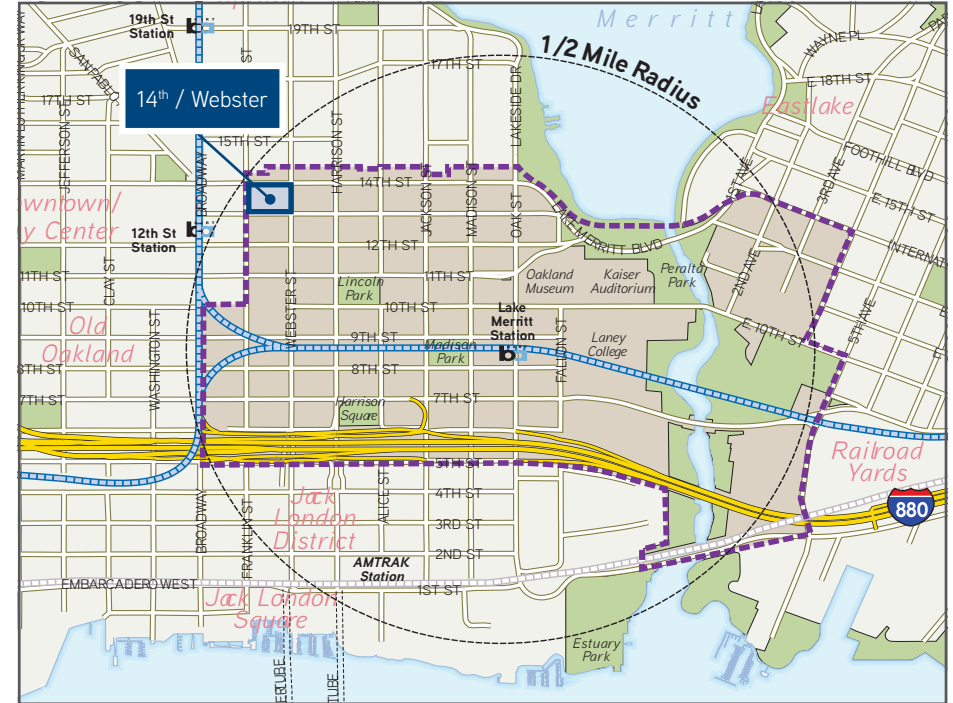 19th St
Station
19TH ST
Merritt
SAN PABLO
17TH ST
14th / Webster
17TH ST
1/2 Mile Radius
LAKESIDE DR
WAYNE PL
E 18TH ST
Eastlake
JEFFERSON ST
15TH ST
HARRISON ST
BROADWAY
14TH ST
JACKSON ST
MADISON ST
OAK ST
1ST AVE
3RD AVE
FOOTHILL BLVD
E 15TH ST
wntown/
y Center
12th St
Station
12TH ST
LAKE MERRITT BLVD
2ND AVE
INTERNAT
11TH ST
CLAY ST
11TH ST
Oakland
Museum
Kaiser
Auditorium
Peralta
Park
Lincoln
Park
10TH ST
10TH ST
WEBSTER ST
Lake
Merritt
Station
E 10TH ST
5TH AVE
Old
Oakland
WASHINGTON ST
9TH ST
Madison
Park
FALLON ST
Laney
College
8TH ST
8TH ST
7TH ST
Harrison
Square
7TH ST
Railroad
Yards
5TH ST
880
BROADWAY
FRANKLIN ST
Jack
London
District
ALICE ST
4TH ST
3RD ST
2ND ST
AMTRAK
Station
EMBARCADERO WEST
1ST ST
Jack London
Square
Estuary
Park
TUBE
TUBE